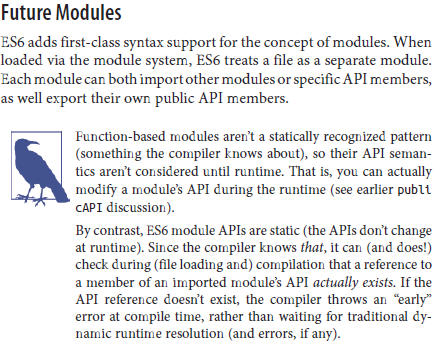 Future Modules
ES6 adds first-class syntax support for the concept of modules. When
loaded via the module system, ES6 treats a file as a separate module.
Each module can both import other modules or specific API members,
as well export their own public API members.
Function-based modules aren’t a statically recognized pattern
(something the compiler knows about), so their API seman-
tics aren’t considered until runtime. That is, you can actually
modify a module’s API during the runtime (see earlier publi
cAPI discussion).
By contrast, ES6 module APIs are static (the APIs don’t change
at runtime). Since the compiler knows that, it can (and does!)
check during (file loading and) compilation that a reference to
a member of an imported module’s API actually exists. If the
API reference doesn’t exist, the compiler throws an “early”
error at compile time, rather than waiting for traditional dy-
namic runtime resolution (and errors, if any).